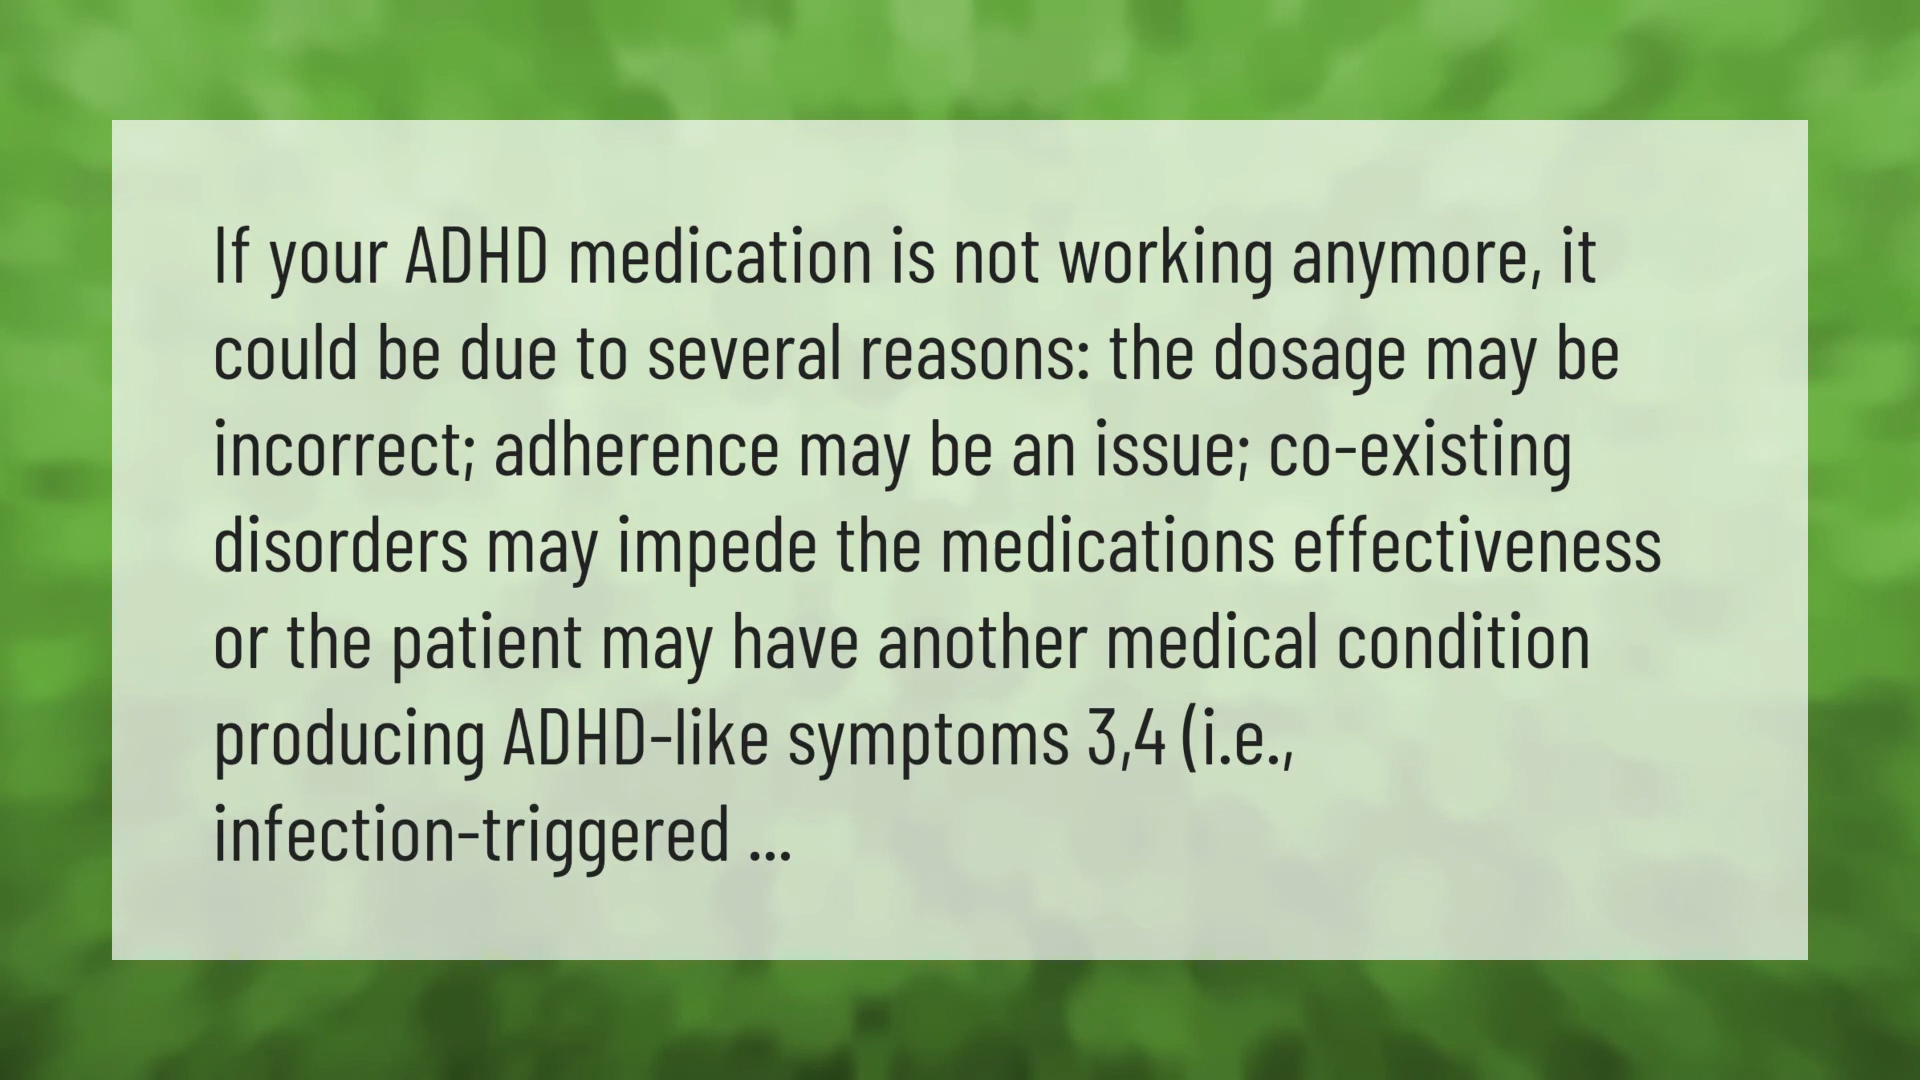 If your ADHD medication is not working anymore, it
could be due to several reasons: the dosage may be
incorrect; adherence may be an issue; co-existing
disorders may impede the medications effectiveness
or the patient may have another medical condition
producing ADHD-like symptoms 3,4 (i.e.,
infection-triggered ...